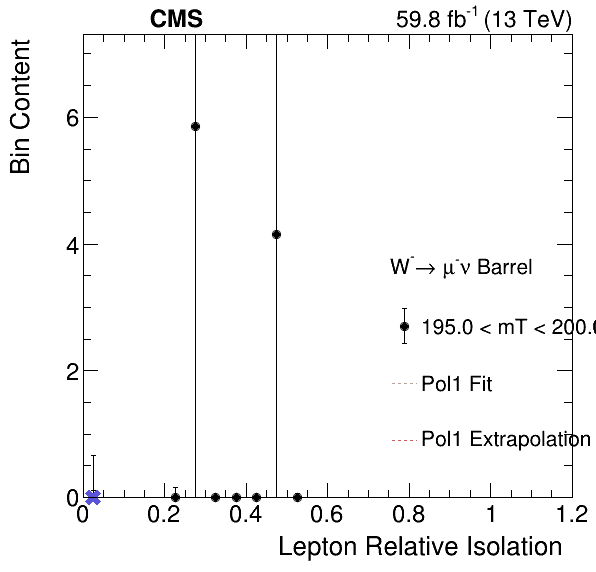 CMS 59.8 fb-1 (13 TeV)
Bin Content
6
4
2
0
W-→ μ-ν Barrel
195.0 < mT < 200.0
Pol1 Fit
Pol1 Extrapolation
0 0.2 0.4 0.6 0.8 1 1.2
Lepton Relative Isolation